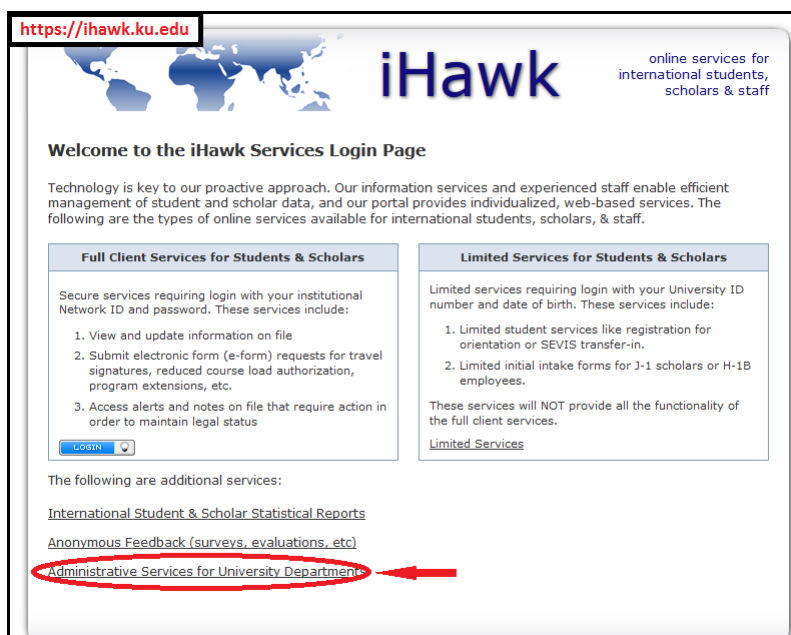 https://ihawk.ku.edu
iHawk
online services for
international students,
scholars & staff
Welcome to the iHawk Services Login Page
Technology is key to our proactive approach. Our information services and experienced staff enable efficient
management of student and scholar data, and our portal provides individualized, web-based services. The
following are the types of online services available for international students, scholars, & staff.
Full Client Services for Students & Scholars
Secure services requiring login with your institutional
Network ID and password. These services include:
1. View and update information on file
2. Submit electronic form (e-form) requests for travel
signatures, reduced course load authorization,
program extensions, etc.
3. Access alerts and notes on file that require action in
order to maintain legal status
LOGIN
Limited Services for Students & Scholars
Limited services requiring login with your University ID
number and date of birth. These services include:
1. Limited student services like registration for
orientation or SEVIS transfer-in.
2. Limited initial intake forms for J-1 scholars or H-1B
employees.
These services will NOT provide all the functionality of
the full client services.
Limited Services
The following are additional services:
International Student & Scholar Statistical Reports
Anonymous Feedback (surveys, evaluations, etc)
Administrative Services for University Departments